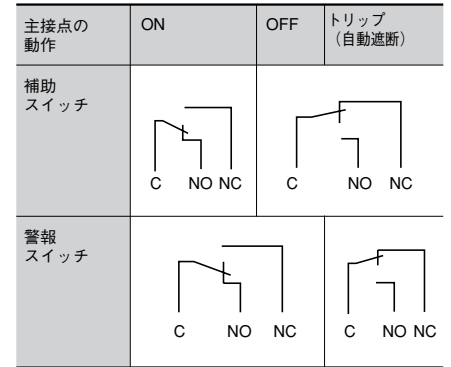 主接点の
動作
ON
OFF
トリップ
（自動遮断）
補助
スイッチ
C NO NC
C NO NC
警報
スイッチ
C NO NC
C NO NC